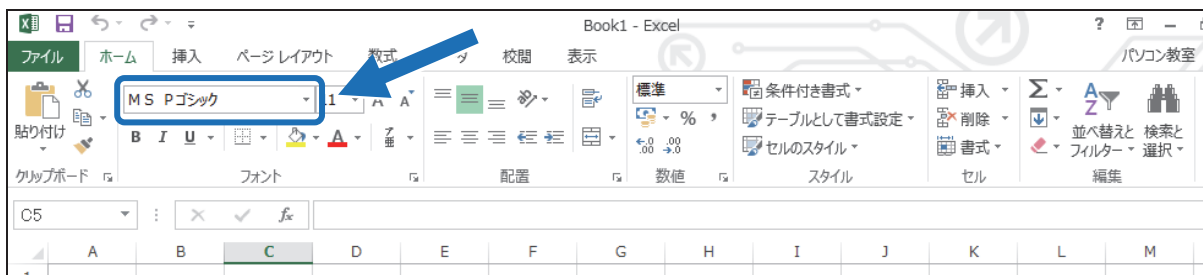 Book1 - Excel ?
ファイル ホーム 挿入 ページ レイアウト 数式 校閲 表示 パソコン教室
ＭＳ Ｐゴシック 11 A A 標準 条件付き書式 挿入 Σ A Z
貼り付け B I U A 亜 % , テーブルとして書式設定 削除 並べ替えと 検索と
.00 .00 セルのスタイル 書式 フィルター 選択
クリップボード フォント 配置 数値 スタイル セル 編集
C5 fx
A B C D E F G H I J K L M